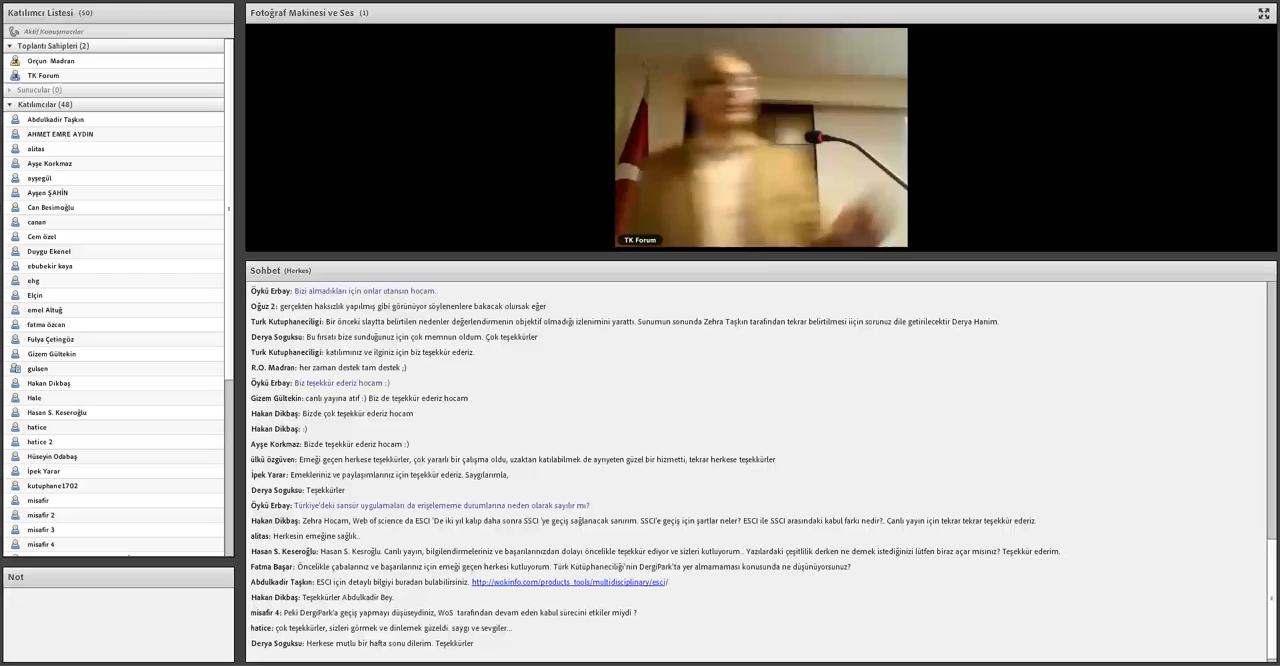 Katılımcı Listesi (50)
Aktif Konuşmacılar
Toplantı Sahipleri (2)
Orçun Madran
TK Forum
Sunucular (0)
Katılımcılar (48)
Abdulkadir Taşkın
AHMET EMRE AYDIN
alitas
Ayşe Korkmaz
ayşegül
Ayşen ŞAHİN
Can Besimoğlu
canan
Cem özel
Duygu Ekenel
ebubekir kaya
ehg
Elçin
emel Altuğ
fatma özcan
Fulya Çetingöz
Gizem Gültekin
gulsen
Hakan Dikbaş
Hale
Hasan S. Keseroğlu
hatice
hatice 2
Hüseyin Odabaş
İpek Yarar
kutuphane1702
misafir
misafir 2
misafir 3
misafir 4
Not
Fotoğraf Makinesi ve Ses (1)
TK Forum
Sohbet (Herkes)
Öykü Erbay: Bizi almadıkları için onlar utansın hocam..
Oğuz 2: gerçekten haksızlık yapılmış gibi görünüyor söylenenlere bakacak olursak eğer
Turk Kutuphaneciligi: Bir önceki slaytta belirtilen nedenler değerlendirmenin objektif olmadığı izlenimini yarattı. Sunumun sonunda Zehra Taşkın tarafından tekrar belirtilmesi iiçin sorunuz dile getirilecektir Derya Hanim.
Derya Soguksu: Bu fırsatı bize sunduğunuz için çok memnun oldum. Çok teşekkürler
Turk Kutuphaneciligi: katılımınız ve ilginiz için biz teşekkür ederiz.
R.O. Madran: her zaman destek tam destek ;)
Öykü Erbay: Biz teşekkür ederiz hocam :)
Gizem Gültekin: canlı yayına atıf :) Biz de teşekkür ederiz hocam
Hakan Dikbaş: Bizde çok teşekkür ederiz hocam
Hakan Dikbaş: :)
Ayşe Korkmaz: Bizde teşekkür ederiz hocam :)
ülkü özgüven: Emeği geçen herkese teşekkürler, çok yararlı bir çalışma oldu, uzaktan katılabilmek de ayrıyeten güzel bir hizmetti, tekrar herkese teşekkürler
İpek Yarar: Emekleriniz ve paylaşımlarınız için teşekkür ederiz. Saygılarımla,
Derya Soguksu: Teşekkürler
Öykü Erbay: Türkiye'deki sansür uygulamaları da erişelememe durumlarına neden olarak sayılır mı?
Hakan Dikbaş: Zehra Hocam, Web of science da ESCI 'De iki yıl kalıp daha sonra SSCI 'ye geçiş sağlanacak sanırım. SSCI'e geçiş için şartlar neler? ESCI ile SSCI arasındaki kabul farkı nedir?. Canlı yayın için tekrar tekrar teşekkür ederiz.
alitas: Herkesin emeğine sağlık..
Hasan S. Keseroğlu: Hasan S. Kesroğlu. Canlı yayın, bilgilendirmeleriniz ve başarılarınızdan dolayı öncelikle teşekkür ediyor ve sizleri kutluyorum.. Yazılardaki çeşitlilik derken ne demek istediğinizi lütfen biraz açar mısınız? Teşekkür ederim.
Fatma Başar: Öncelikle çabalarınız ve başarılarınız için emeği geçen herkesi kutluyorum. Türk Kütüphaneciliği'nin DergiPark'ta yer almamaması konusunda ne düşünüyorsunuz?
Abdulkadir Taşkın: ESCI için detaylı bilgiyi buradan bulabilirsiniz. http://wokinfo.com/products_tools/multidisciplinary/esci/
Hakan Dikbaş: Teşekkürler Abdulkadir Bey.
misafir 4: Peki DergiPark'a geçiş yapmayı düşüseydiniz, WoS tarafından devam eden kabul sürecini etkiler miydi ?
hatice: çok teşekkürler, sizleri görmek ve dinlemek güzeldi. saygı ve sevgiler...
Derya Soguksu: Herkese mutlu bir hafta sonu dilerim. Teşekkürler